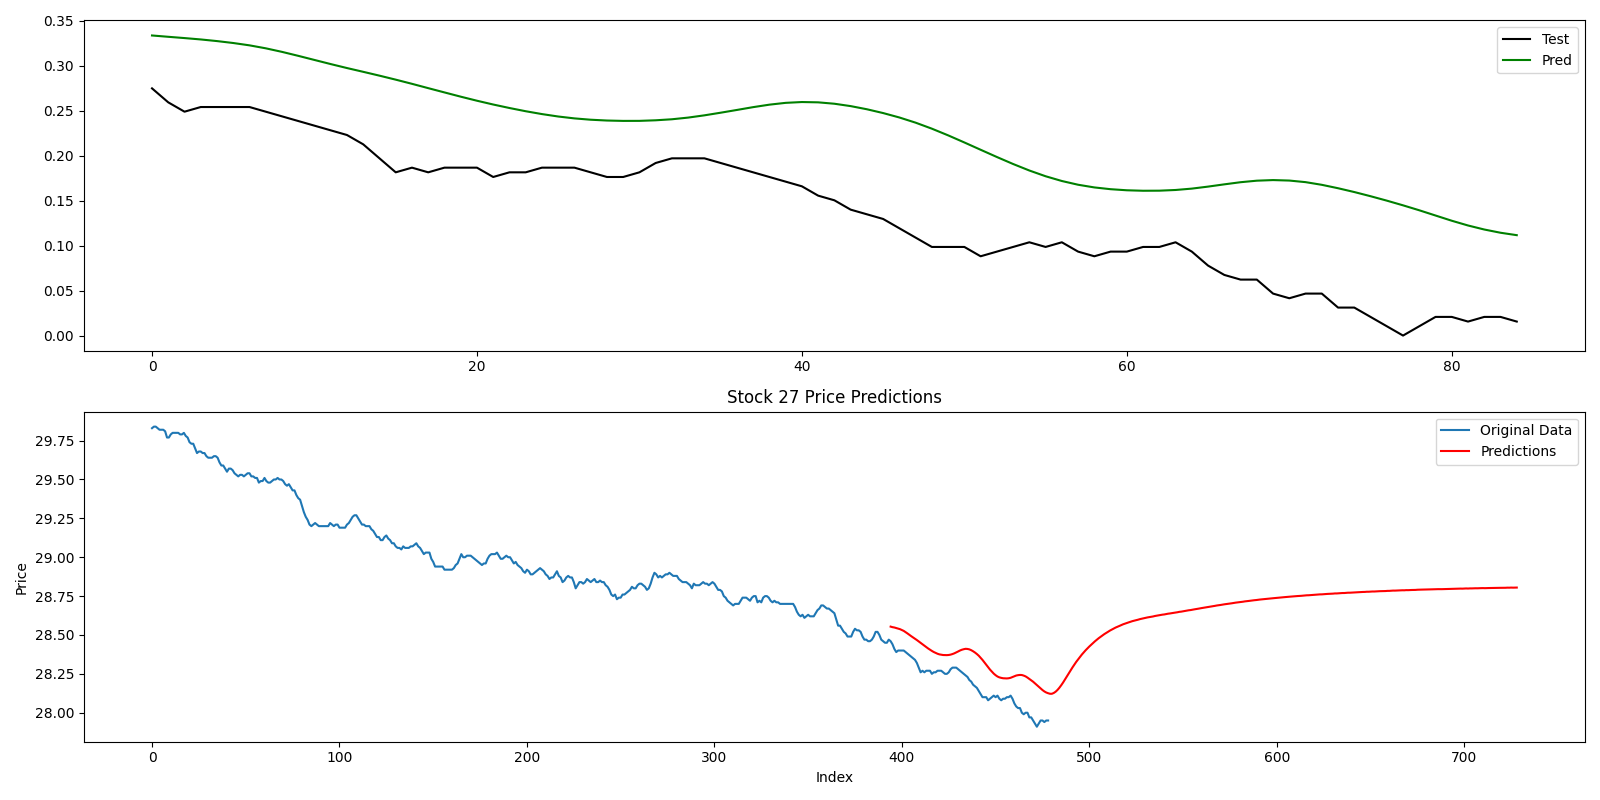 0.35
0.30
0.25
0.20
0.15
0.10
0.05
0.00
Test
Pred
0 20 40 60 80
Stock 27 Price Predictions
29.75
29.50
29.25
29.00
28.75
28.50
28.25
28.00
Price
Original Data
Predictions
0 100 200 300 400 500 600 700
Index